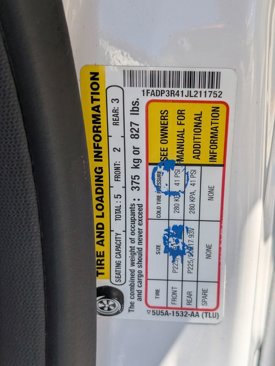 TIRE AND LOADING INFORMATION
SEATING CAPACITY TOTAL: 5 FRONT: 2 REAR: 3
The combined weight of occupants
and cargo should never exceed: 375 kg or 827 lbs.
1FADP3R41JL211752
TIRE SIZE COLD TIRE
FRONT P225 280 KPA, 41 PSI
REAR P225 280 KPA, 41 PSI
SPARE NONE NONE
SEE OWNERS
MANUAL FOR
ADDITIONAL
INFORMATION
5U5A-1532-AA (TLU)